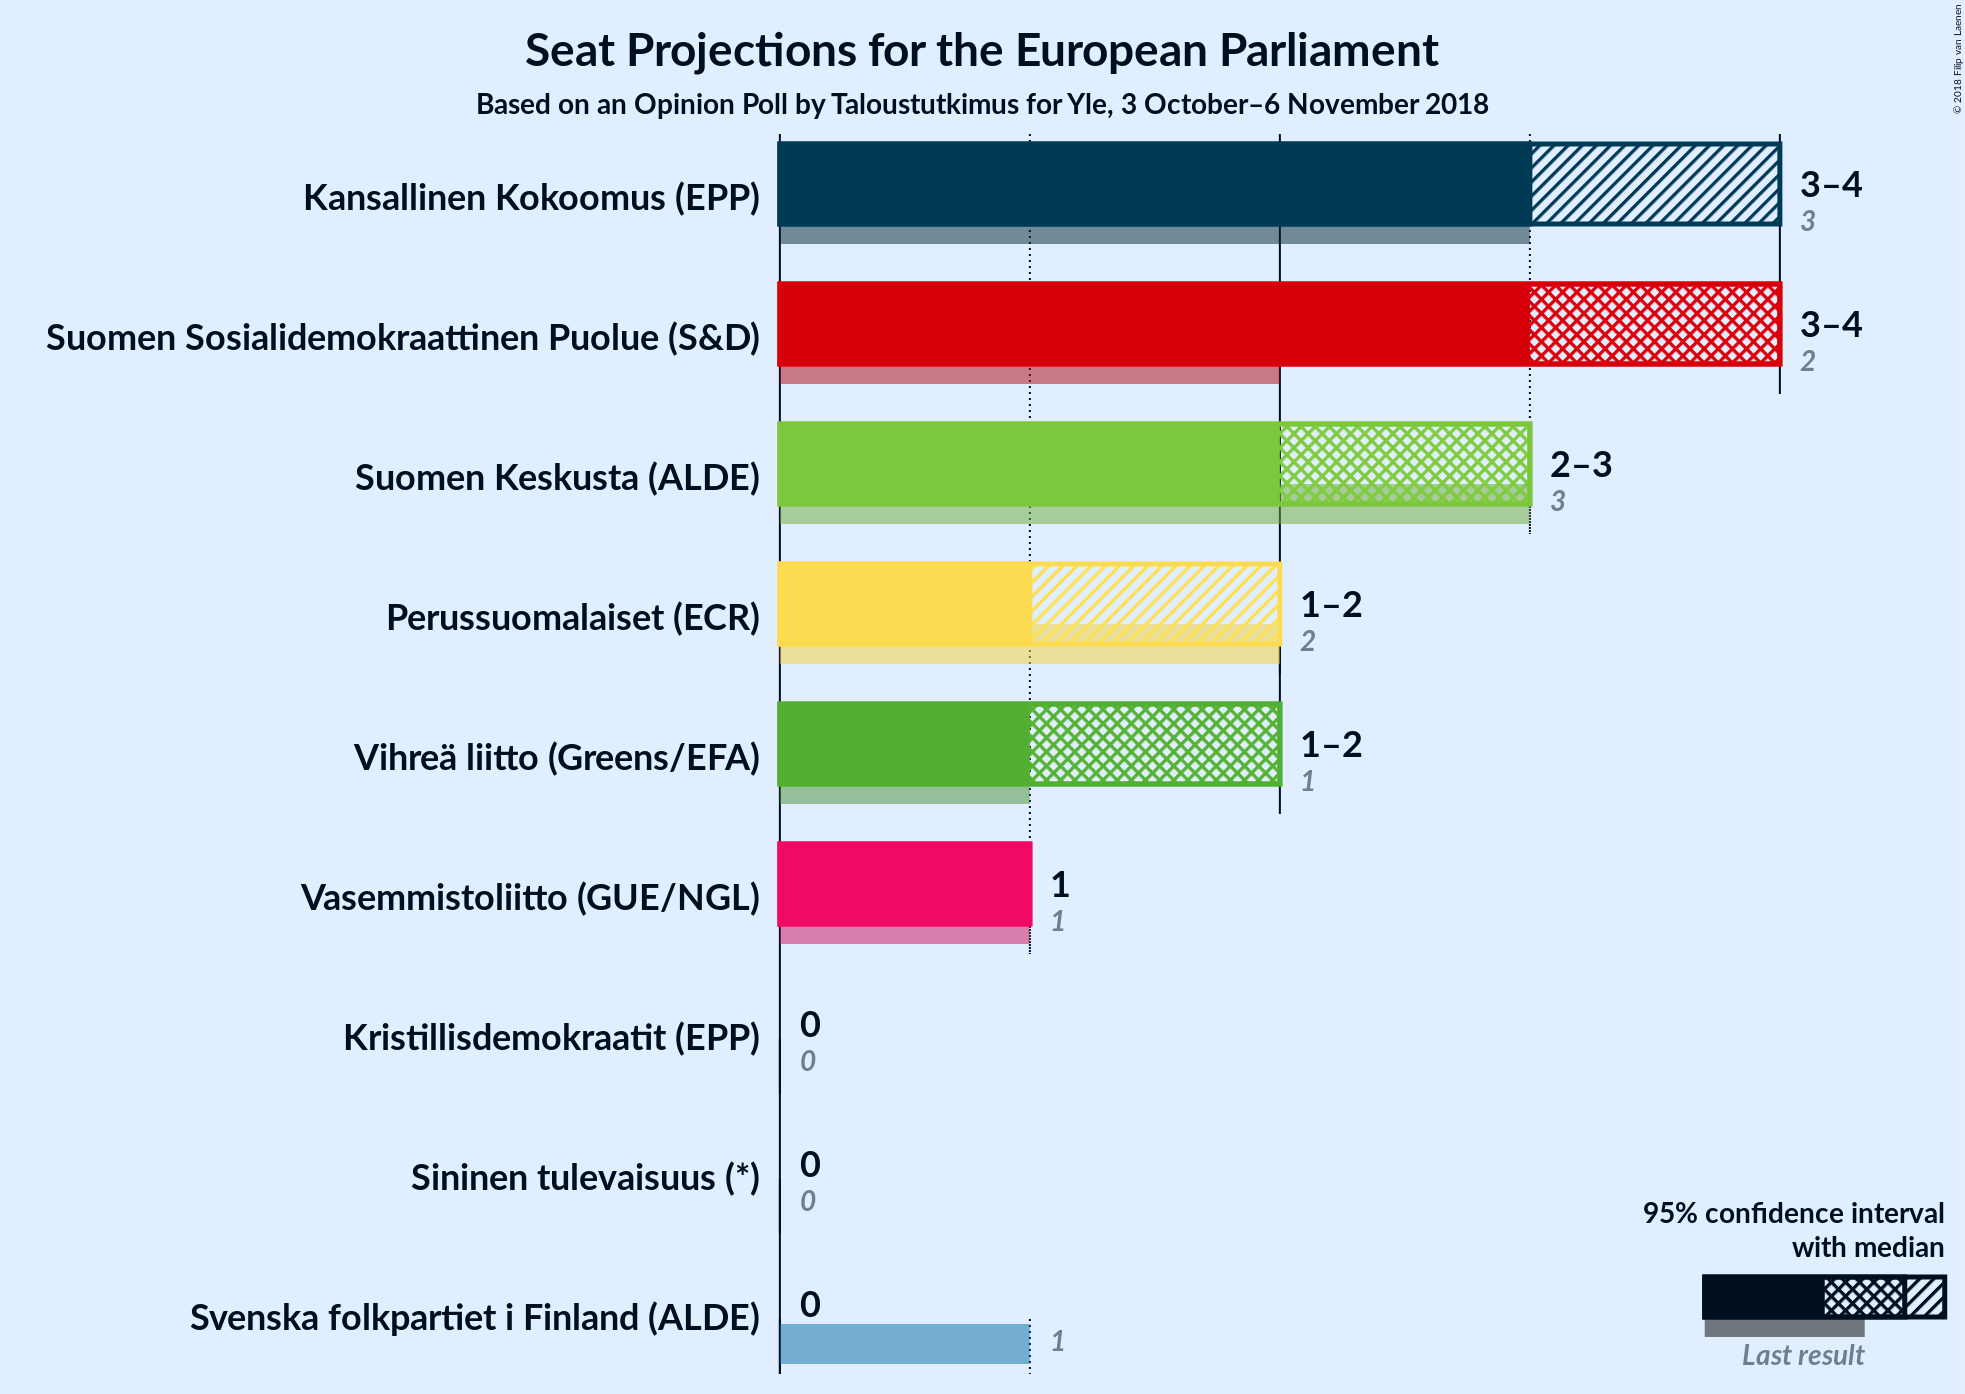 Seat Projections for the European Parliament
Based on an Opinion Poll by Taloustutkimus for Yle, 3 October–6 November 2018
© 2018 Filip van Laenen
Kansallinen Kokoomus (EPP)
3–4
3
Suomen Sosialidemokraattinen Puolue (S&D)
3–4
2
Suomen Keskusta (ALDE)
2–3
3
Perussuomalaiset (ECR)
1–2
2
Vihreä liitto (Greens/EFA)
1–2
1
Vasemmistoliitto (GUE/NGL)
1
1
Kristillisdemokraatit (EPP)
0
0
Sininen tulevaisuus (*)
0
0
Svenska folkpartiet i Finland (ALDE)
0
1
95% confidence interval
with median
Last result